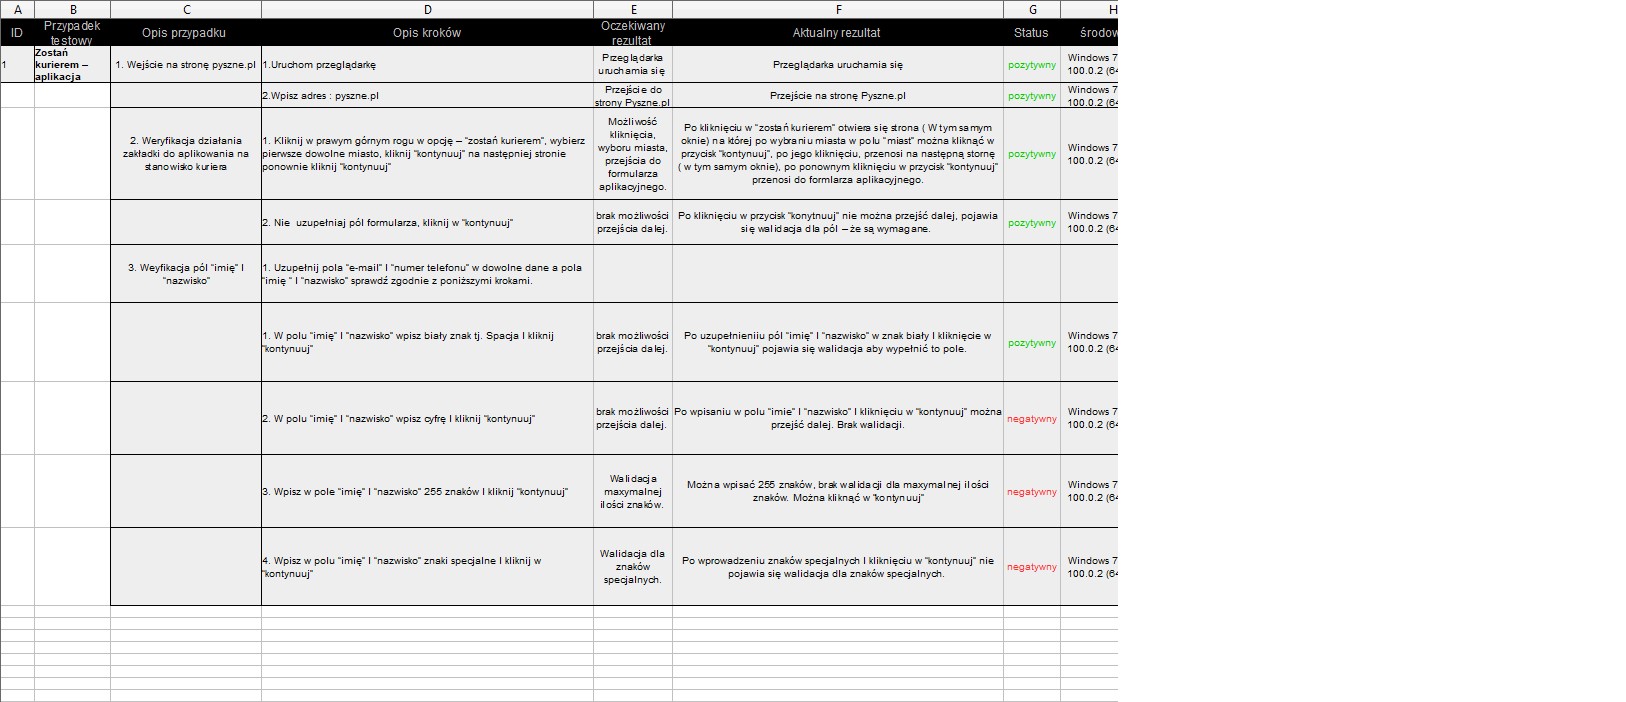 A B C D E F G H
ID Przypadek testowy Opis przypadku Opis kroków Oczekiwany rezultat Aktualny rezultat Status środow
1
Zostań
kurierem –
aplikacja
1. Wejście na stronę pyszne.pl
1.Uruchom przeglądarkę
Przeglądarka
uruchamia się
Przeglądarka uruchamia się
pozytywny
Windows 7
100.0.2 (64
2.Wpisz adres : pyszne.pl
Przejście do
strony Pyszne.pl
Przejście na stronę Pyszne.pl
pozytywny
Windows 7
100.0.2 (64
2. Weryfikacja działania
zakładki do aplikowania na
stanowisko kuriera
1. Kliknij w prawym górnym rogu w opcję – “zostań kurierem”, wybierz
pierwsze dowolne miasto, kliknij “kontynuuj” na następniej stronie
ponownie kliknij “kontynuuj”
Możliwość
kliknięcia,
wyboru miasta,
przejścia do
formularza
aplikacyjnego.
Po kliknięciu w “zostań kurierem” otwiera się strona ( W tym samym
oknie) na której po wybraniu miasta w polu “miast” można kliknąć w
przycisk “kontynuuj”, po jego kliknięciu, przenosi na następną stornę
( w tym samym oknie), po ponownym kliknięciu w przycisk “kontynuuj”
przenosi do formlarza aplikacyjnego.
pozytywny
Windows 7
100.0.2 (64
2. Nie  uzupełniaj pól formularza, kliknij w “kontynuuj”
brak możliwości
przejścia dalej.
Po kliknięciu w przycisk “konytnuuj” nie można przejść dalej, pojawia
się walidacja dla pól – że są wymagane.
pozytywny
Windows 7
100.0.2 (64
3. Weyfikacja pól “imię” I
“nazwisko”
1. Uzupełnij pola “e-mail” I “numer telefonu” w dowolne dane a pola
“imię “ I “nazwisko” sprawdź zgodnie z poniższymi krokami.
1. W polu “imię” I “nazwisko” wpisz biały znak tj. Spacja I kliknij
“kontynuuj”
brak możliwości
przejścia dalej.
Po uzupełnieniiu pól “imię” I “nazwisko” w znak biały I kliknięcie w
“kontynuuj” pojawia się walidacja aby wypełnić to pole.
pozytywny
Windows 7
100.0.2 (64
2. W polu “imię” I “nazwisko” wpisz cyfrę I kliknij “kontynuuj”
brak możliwości
przejścia dalej.
Po wpisaniu w polu “imie” I “nazwisko” I kliknięciu w “kontynuuj” można
przejść dalej. Brak walidacji.
negatywny
Windows 7
100.0.2 (64
3. Wpisz w pole “imię” I “nazwisko” 255 znaków I kliknij “kontynuuj”
Walidacja
maxymalnej
ilości znaków.
Można wpisać 255 znaków, brak walidacji dla maxymalnej ilości
znaków. Można kliknąć w “kontynuuj”
negatywny
Windows 7
100.0.2 (64
4. Wpisz w polu “imię” I “nazwisko” znaki specjalne I kliknij w
“kontynuuj”
Walidacja dla
znaków
specjalnych.
Po wprowadzeniu znaków specjalnych I kliknięciu w “kontynuuj” nie
pojawia się walidacja dla znaków specjalnych.
negatywny
Windows 7
100.0.2 (64